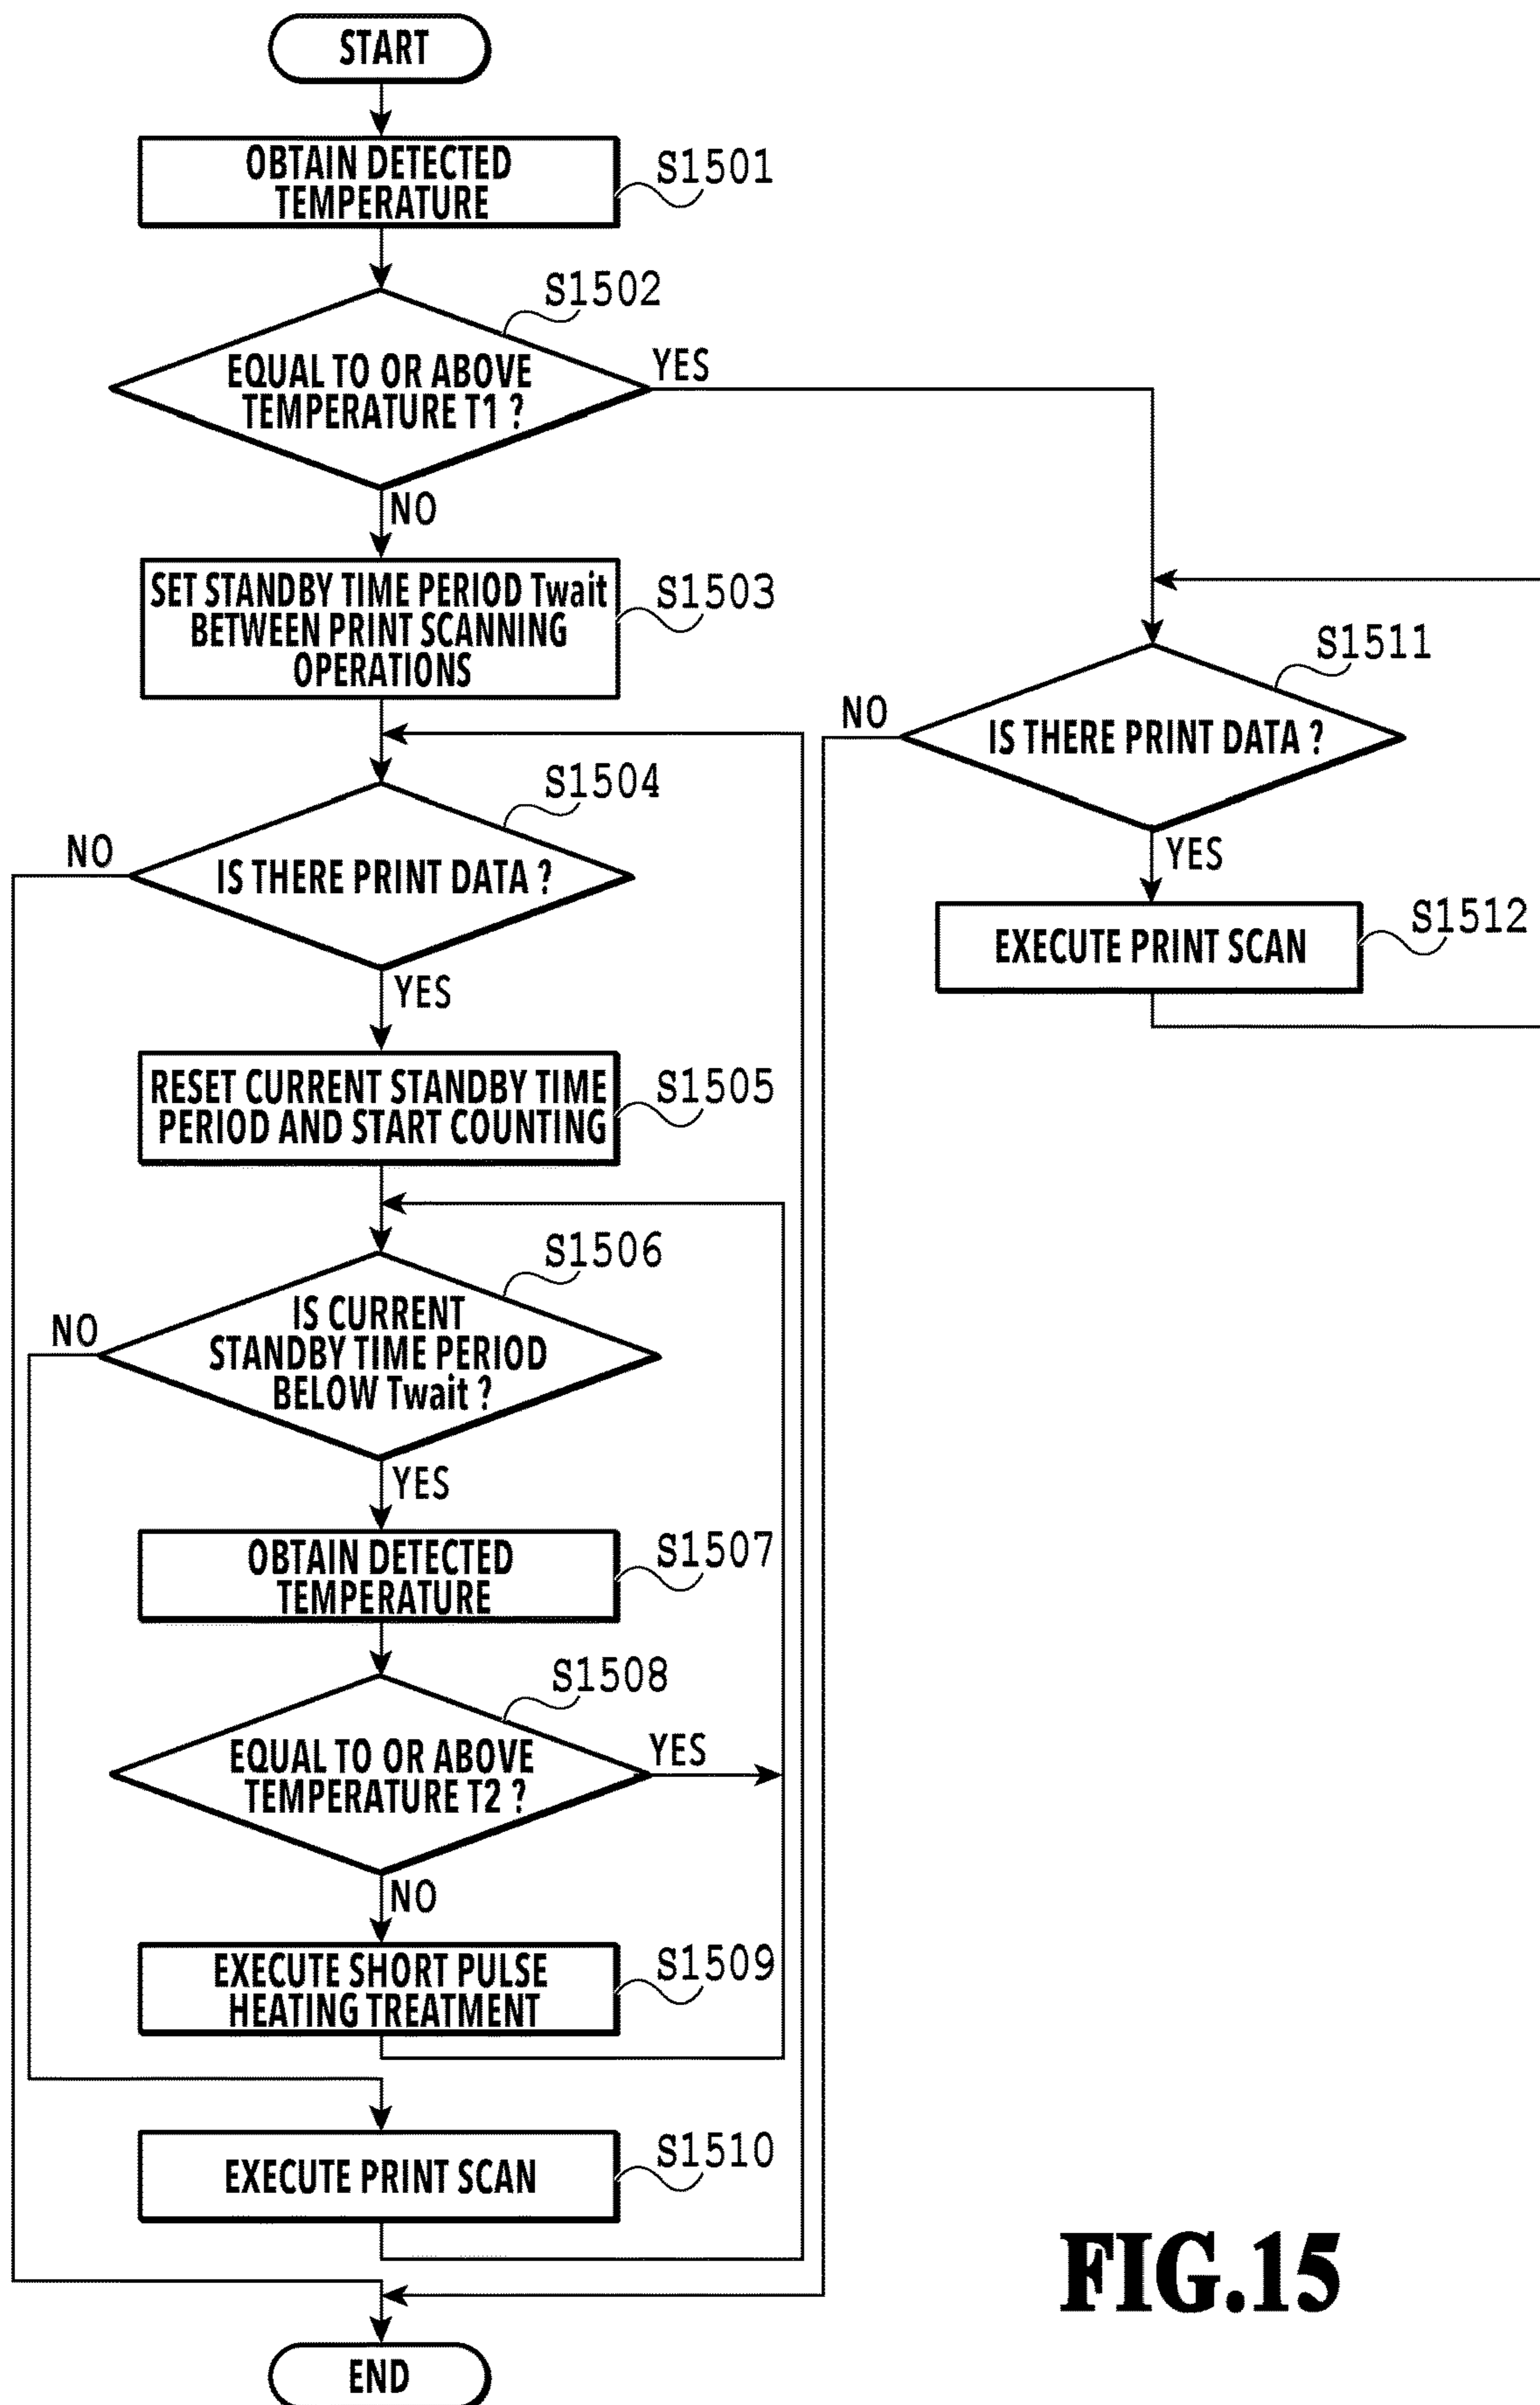 START
OBTAIN DETECTED
TEMPERATURE
S1501
S1502
EQUAL TO OR ABOVE
TEMPERATURE T1 ?
YES
NO
SET STANDBY TIME PERIOD Twait
BETWEEN PRINT SCANNING
OPERATIONS
S1503
S1504
IS THERE PRINT DATA ?
NO
YES
RESET CURRENT STANDBY TIME
PERIOD AND START COUNTING
S1505
S1506
IS CURRENT
STANDBY TIME PERIOD
BELOW Twait ?
NO
YES
OBTAIN DETECTED
TEMPERATURE
S1507
S1508
EQUAL TO OR ABOVE
TEMPERATURE T2 ?
YES
NO
EXECUTE SHORT PULSE
HEATING TREATMENT
S1509
EXECUTE PRINT SCAN
S1510
END
S1511
IS THERE PRINT DATA ?
NO
YES
EXECUTE PRINT SCAN
S1512
FIG.15